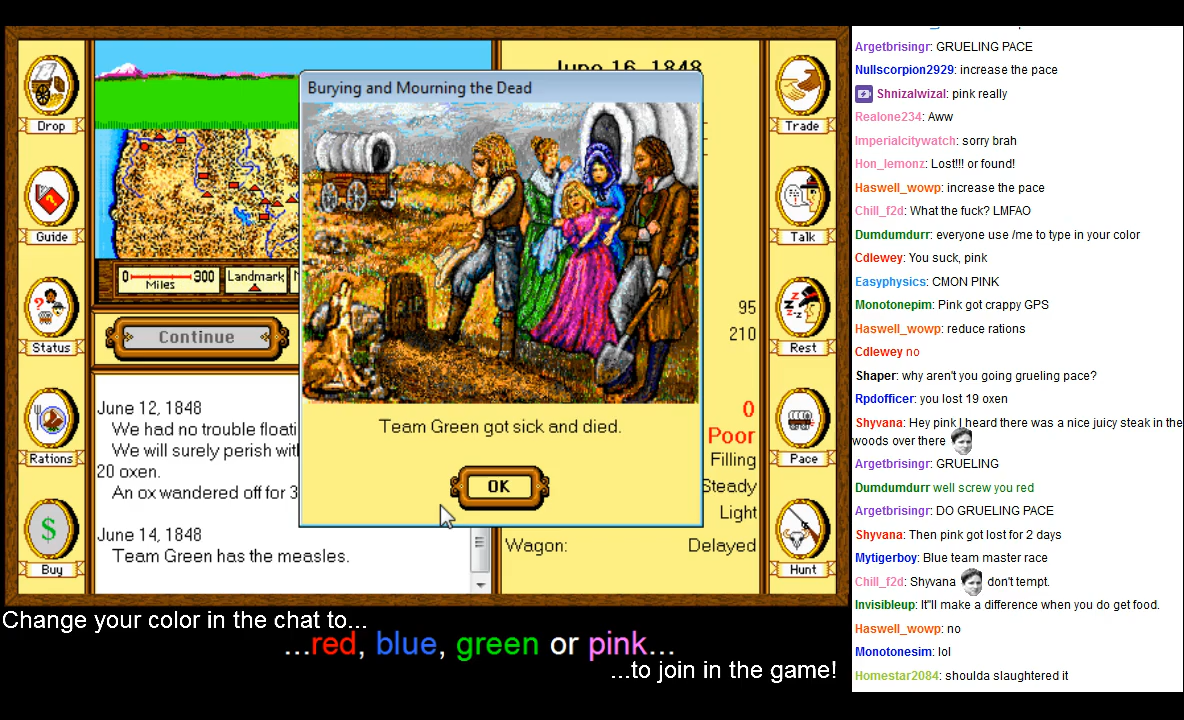 June 16, 1848
Drop
Guide
Status
Rations
Buy
0 300
Miles
Landmark
Continue
June 12, 1848
We had no trouble floati
We will surely perish wit
20 oxen.
An ox wandered off for 3
June 14, 1848
Team Green has the measles.
Burying and Mourning the Dead
Team Green got sick and died.
OK
95
210
0
Poor
Filling
Steady
Light
Wagon: Delayed
Trade
Talk
Rest
Pace
Hunt
Change your color in the chat to...
...red, blue, green or pink...
...to join in the game!
Argetbrisingr: GRUELING PACE
Nullscorpion2929: increase the pace
Shnizalwizal: pink really
Realone234: Aww
Imperialcitywatch: sorry brah
Hon_lemonz: Lost!!! or found!
Haswell_wowp: increase the pace
Chill_f2d: What the fuck? LMFAO
Dumdumdurr: everyone use /me to type in your color
Cdlewey: You suck, pink
Easyphysics: CMON PINK
Monotonepim: Pink got crappy GPS
Haswell_wowp: reduce rations
Cdlewey no
Shaper: why aren't you going grueling pace?
Rpdofficer: you lost 19 oxen
Shyvana: Hey pink I heard there was a nice juicy steak in the
woods over there
Argetbrisingr: GRUELING
Dumdumdurr well screw you red
Argetbrisingr: DO GRUELING PACE
Shyvana: Then pink got lost for 2 days
Mytigerboy: Blue team master race
Chill_f2d: Shyvana don't tempt.
Invisibleup: It"ll make a difference when you do get food.
Haswell_wowp: no
Monotonesim: lol
Homestar2084: shoulda slaughtered it